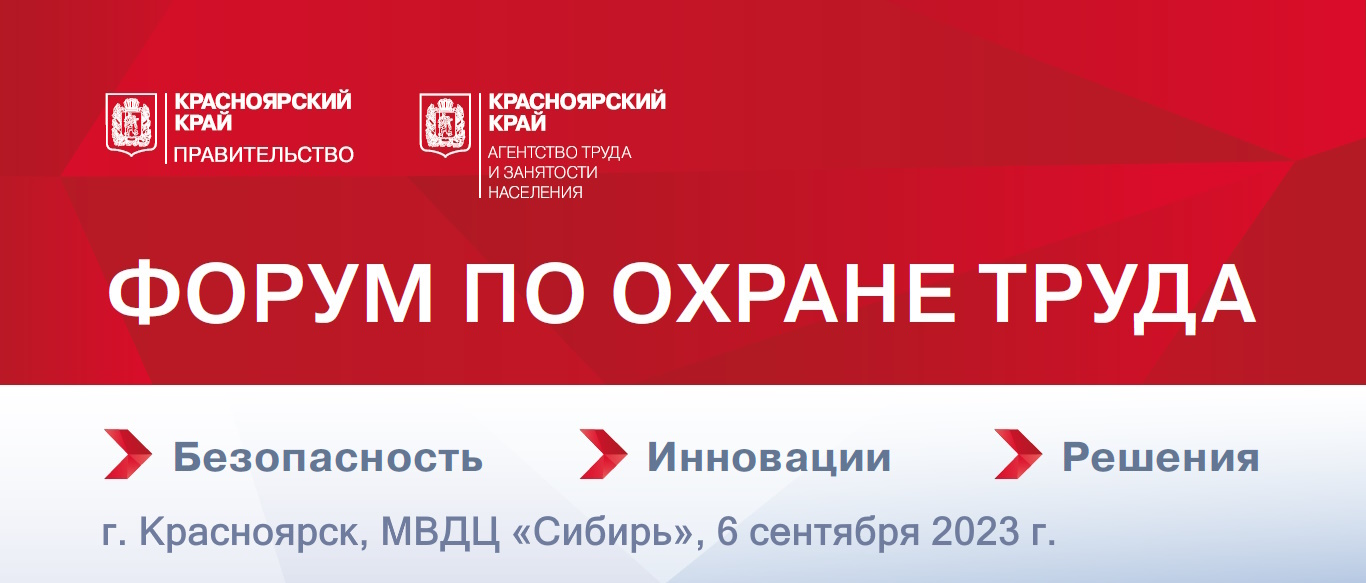 КРАСНОЯРСКИЙ
КРАЙ
ПРАВИТЕЛЬСТВО
КРАСНОЯРСКИЙ
КРАЙ
АГЕНТСТВО ТРУДА
И ЗАНЯТОСТИ
НАСЕЛЕНИЯ
ФОРУМ ПО ОХРАНЕ ТРУДА
Безопасность
Инновации
Решения
г. Красноярск, МВДЦ «Сибирь», 6 сентября 2023 г.